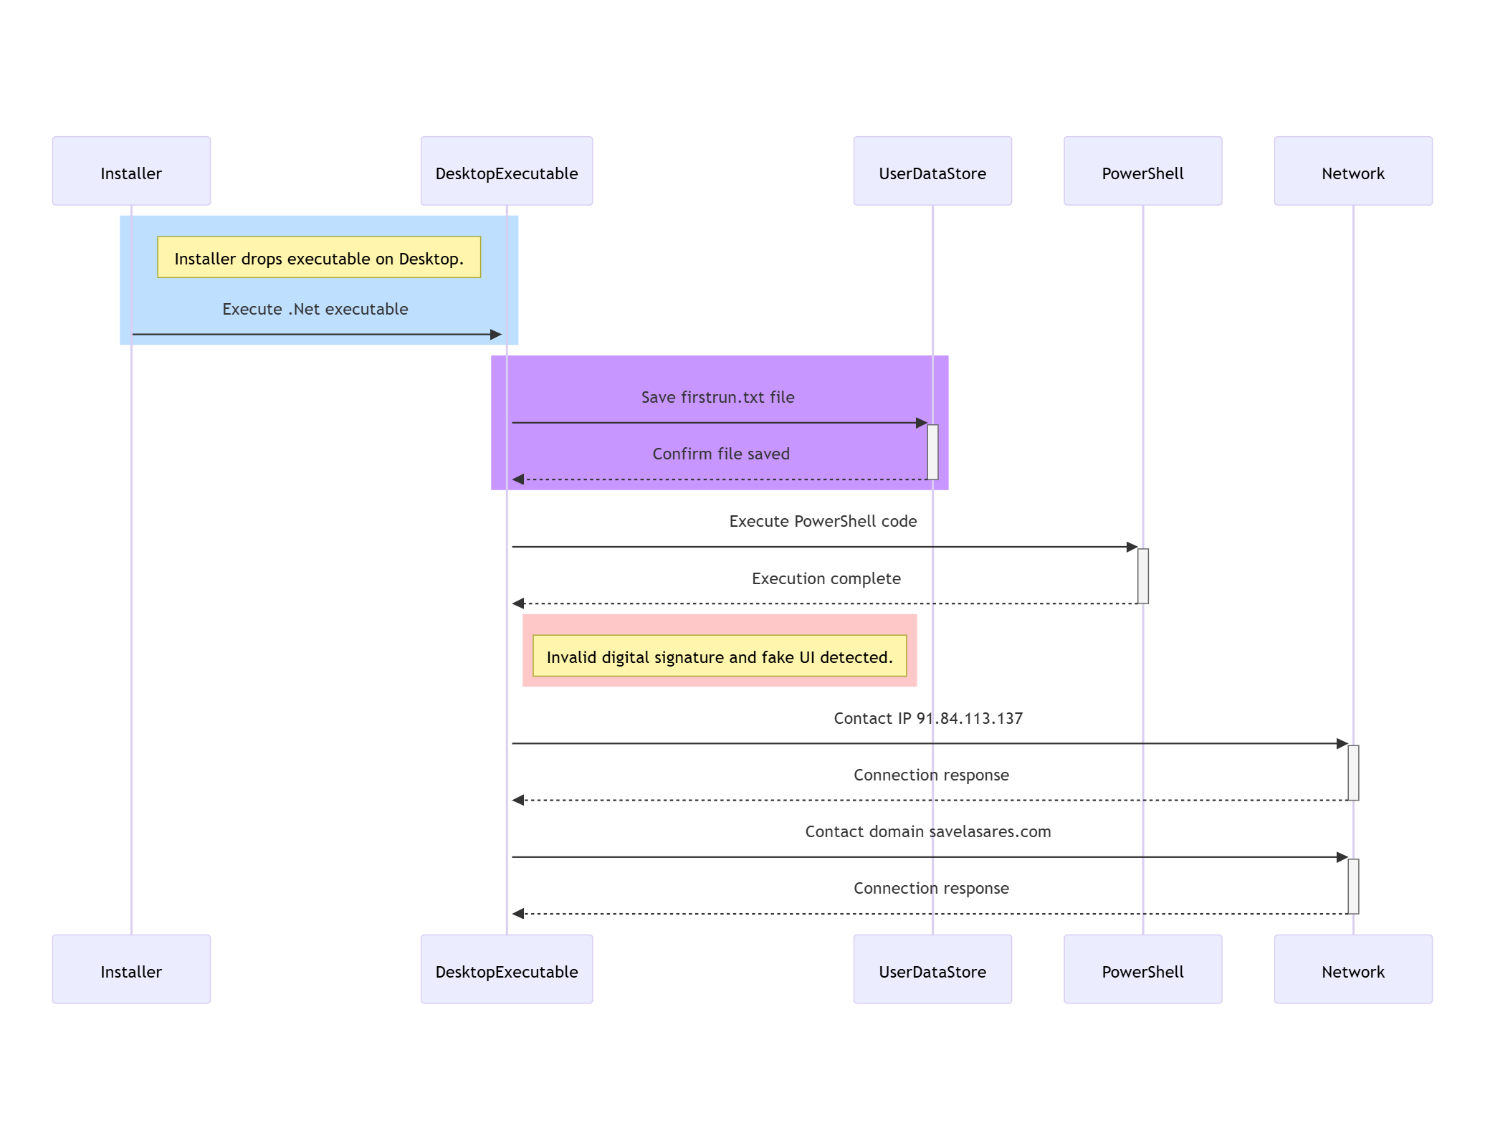 Installer
DesktopExecutable
UserDataStore
PowerShell
Network
Installer drops executable on Desktop.
Execute .Net executable
Save firstrun.txt file
Confirm file saved
Execute PowerShell code
Execution complete
Invalid digital signature and fake UI detected.
Contact IP 91.84.113.137
Connection response
Contact domain savelasares.com
Connection response
Installer
DesktopExecutable
UserDataStore
PowerShell
Network